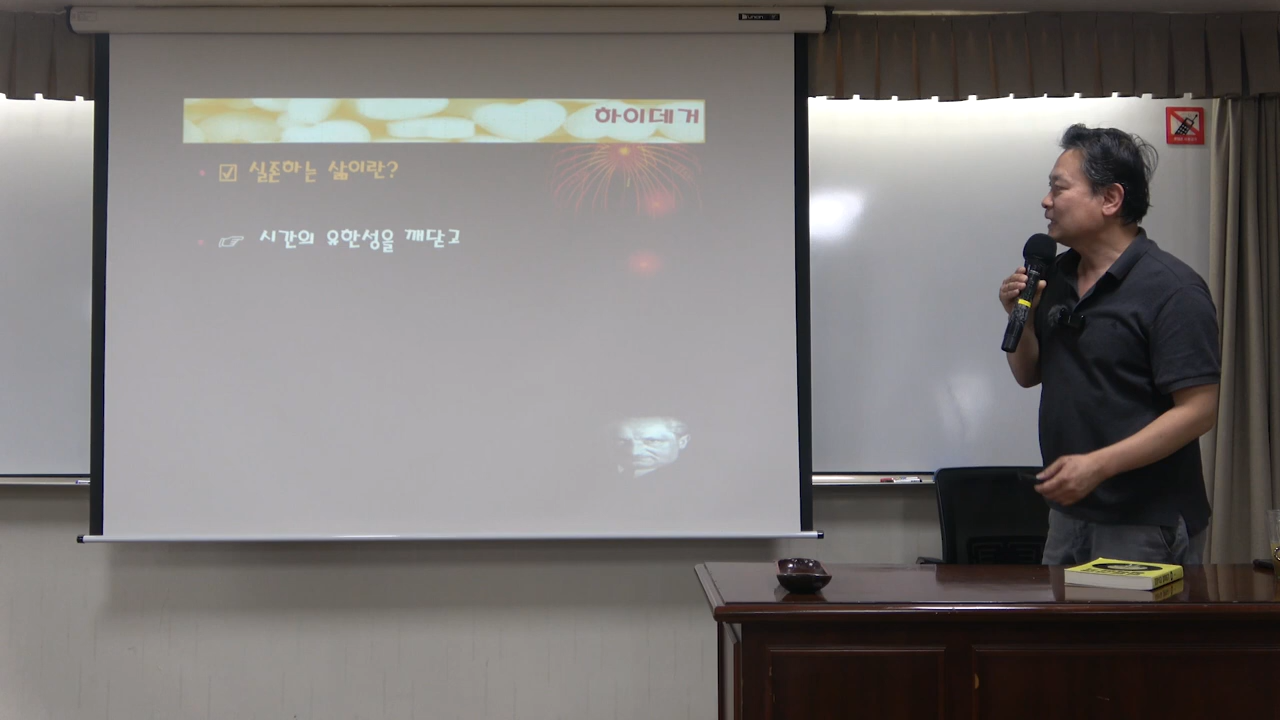 하이데거
실존하는 삶이란?
시간의 유한성을 깨닫고